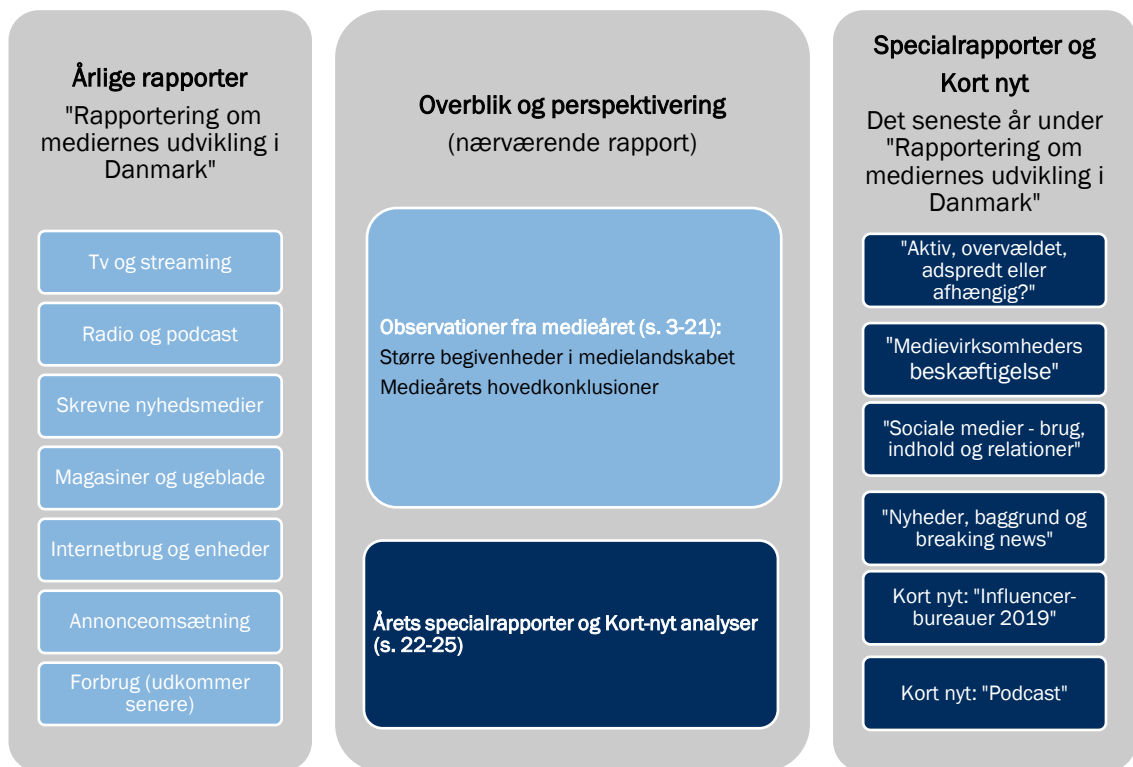 Årlige rapporter
"Rapportering om
mediernes udvikling i
Danmark"
Tv og streaming
Radio og podcast
Skrevne nyhedsmedier
Magasiner og ugeblade
Internetbrug og enheder
Annonceomsætning
Forbrug (udkommer
senere)
Overblik og perspektivering
(nærværende rapport)
Observationer fra medieåret (s. 3-21):
Større begivenheder i medielandskabet
Medieårets hovedkonklusioner
Årets specialrapporter og Kort-nyt analyser
(s. 22-25)
Specialrapporter og
Kort nyt
Det seneste år under
"Rapportering om
mediernes udvikling i
Danmark"
"Aktiv, overvældet,
adspredt eller
afhængig?"
"Medievirksomheders
beskæftigelse"
"Sociale medier - brug,
indhold og relationer"
"Nyheder, baggrund og
breaking news"
Kort nyt: "Influencer-
bureauer 2019"
Kort nyt: "Podcast"